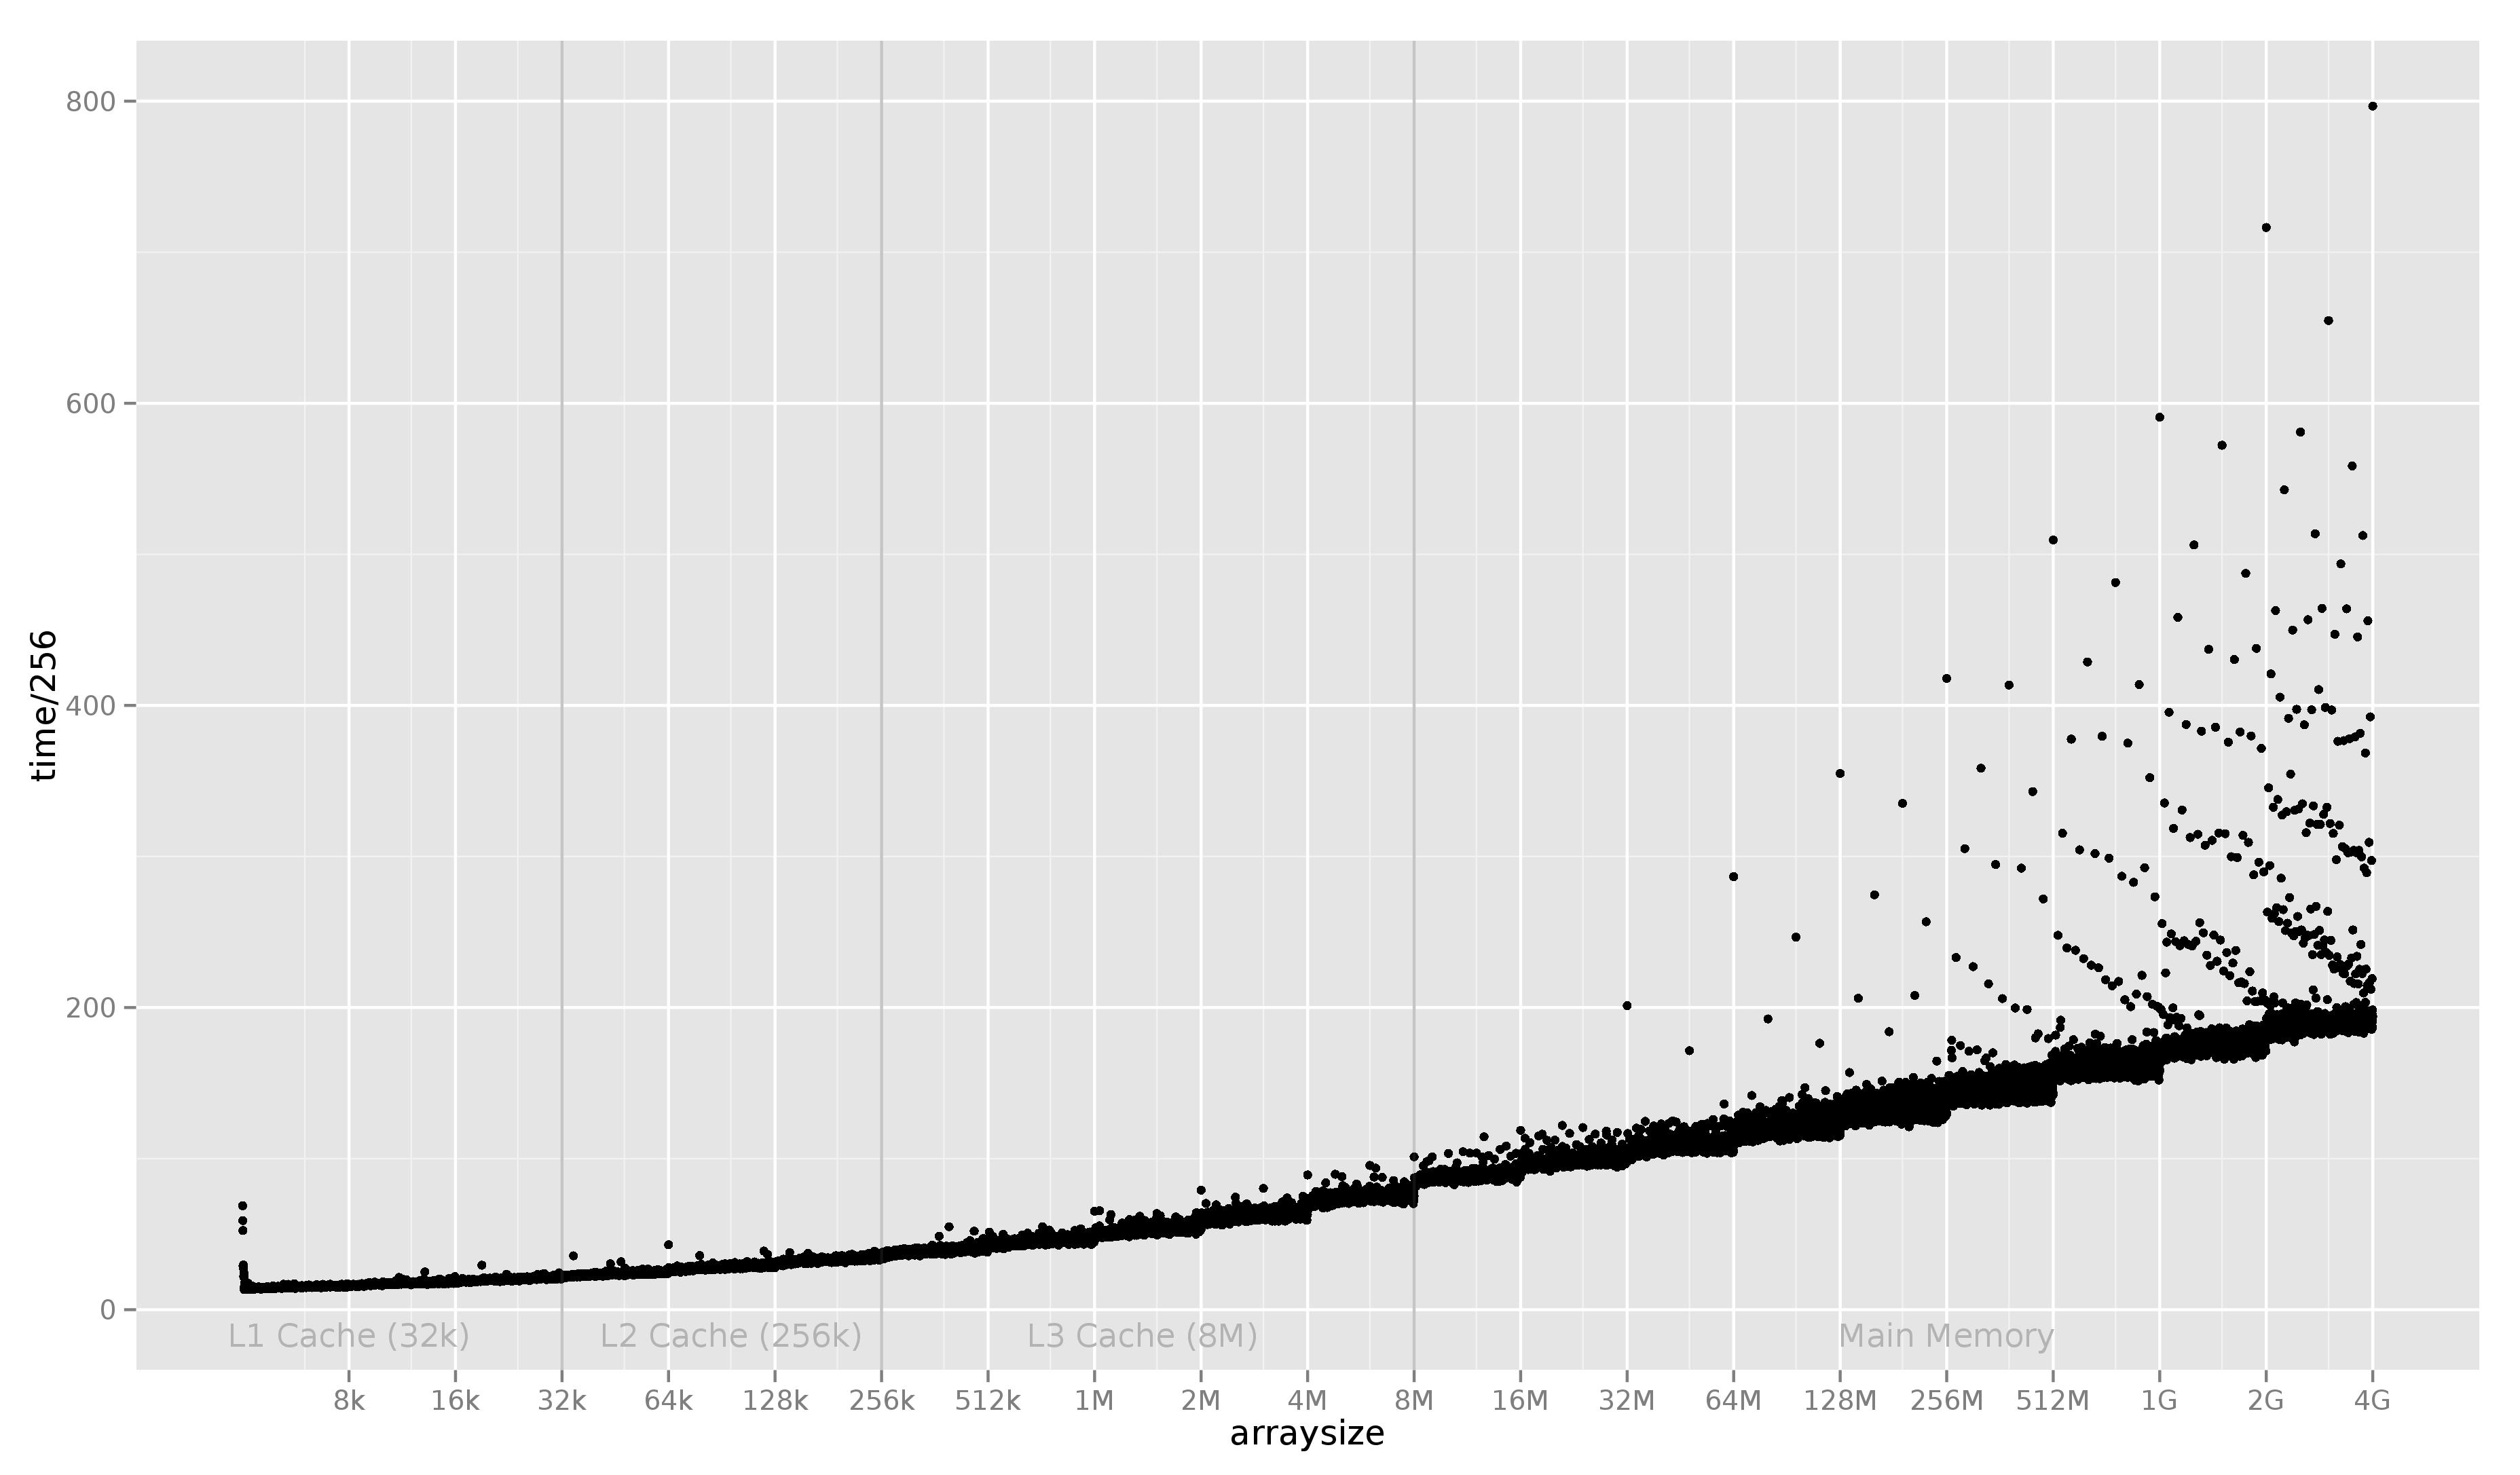 800
600
400
200
0
time/256
L1 Cache (32k) L2 Cache (256k) L3 Cache (8M) Main Memory
8k 16k 32k 64k 128k 256k 512k 1M 2M 4M 8M 16M 32M 64M 128M 256M 512M 1G 2G 4G
arraysize